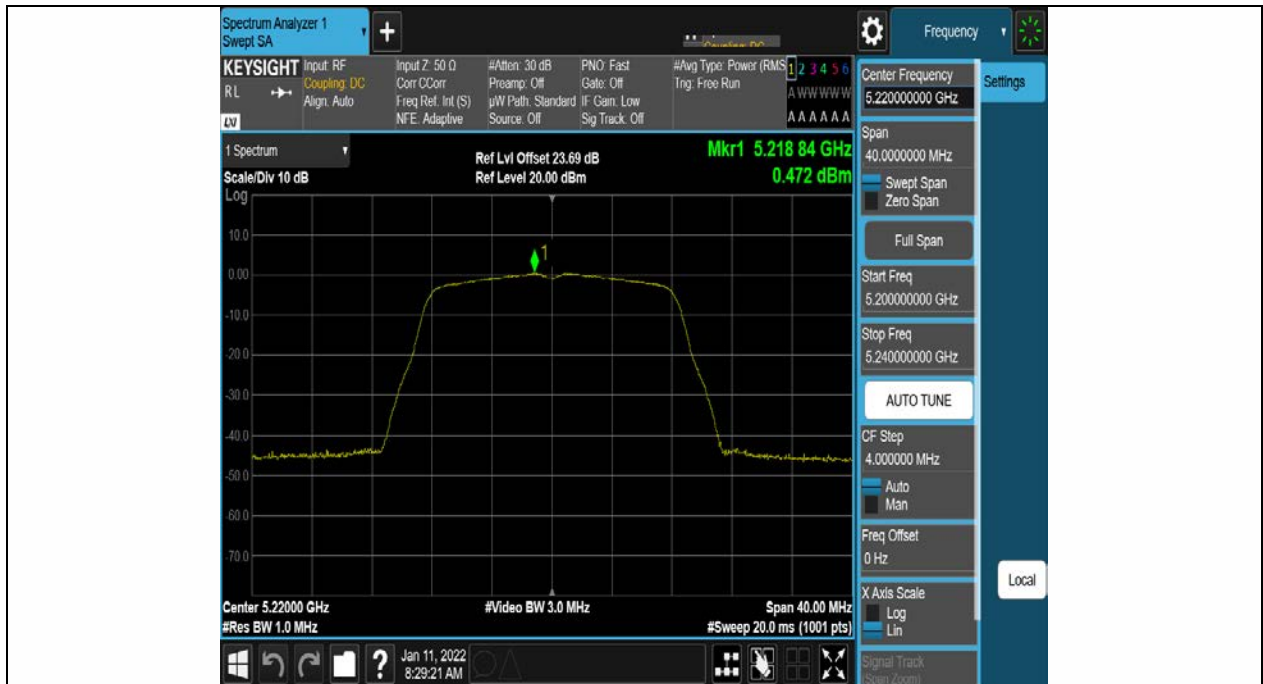 Spectrum Analyzer 1
Swept SA
+
Frequency
KEYSIGHT
RL
LXI
Input: RF
Coupling: DC
Align: Auto
Input Z: 50 Ω
Corr CCorr
Freq Ref: Int (S)
NFE: Adaptive
#Atten: 30 dB
Preamp: Off
µW Path: Standard
Source: Off
PNO: Fast
Gate: Off
IF Gain: Low
Sig Track: Off
#Avg Type: Power (RMS
Trig: Free Run
1 2 3 4 5 6
A W W W W W
A A A A A A
1 Spectrum
Scale/Div 10 dB
Ref Lvl Offset 23.69 dB
Ref Level 20.00 dBm
Mkr1 5.218 84 GHz
0.472 dBm
Log
10.0
0.00
-10.0
-20.0
-30.0
-40.0
-50.0
-60.0
-70.0
1
Center 5.22000 GHz
#Res BW 1.0 MHz
#Video BW 3.0 MHz
Span 40.00 MHz
#Sweep 20.0 ms (1001 pts)
Center Frequency
5.220000000 GHz
Settings
Span
40.0000000 MHz
Swept Span
Zero Span
Full Span
Start Freq
5.200000000 GHz
Stop Freq
5.240000000 GHz
AUTO TUNE
CF Step
4.000000 MHz
Auto
Man
Freq Offset
0 Hz
X Axis Scale
Log
Lin
Signal Track
(Span Zoom)
Local
?
Jan 11, 2022
8:29:21 AM